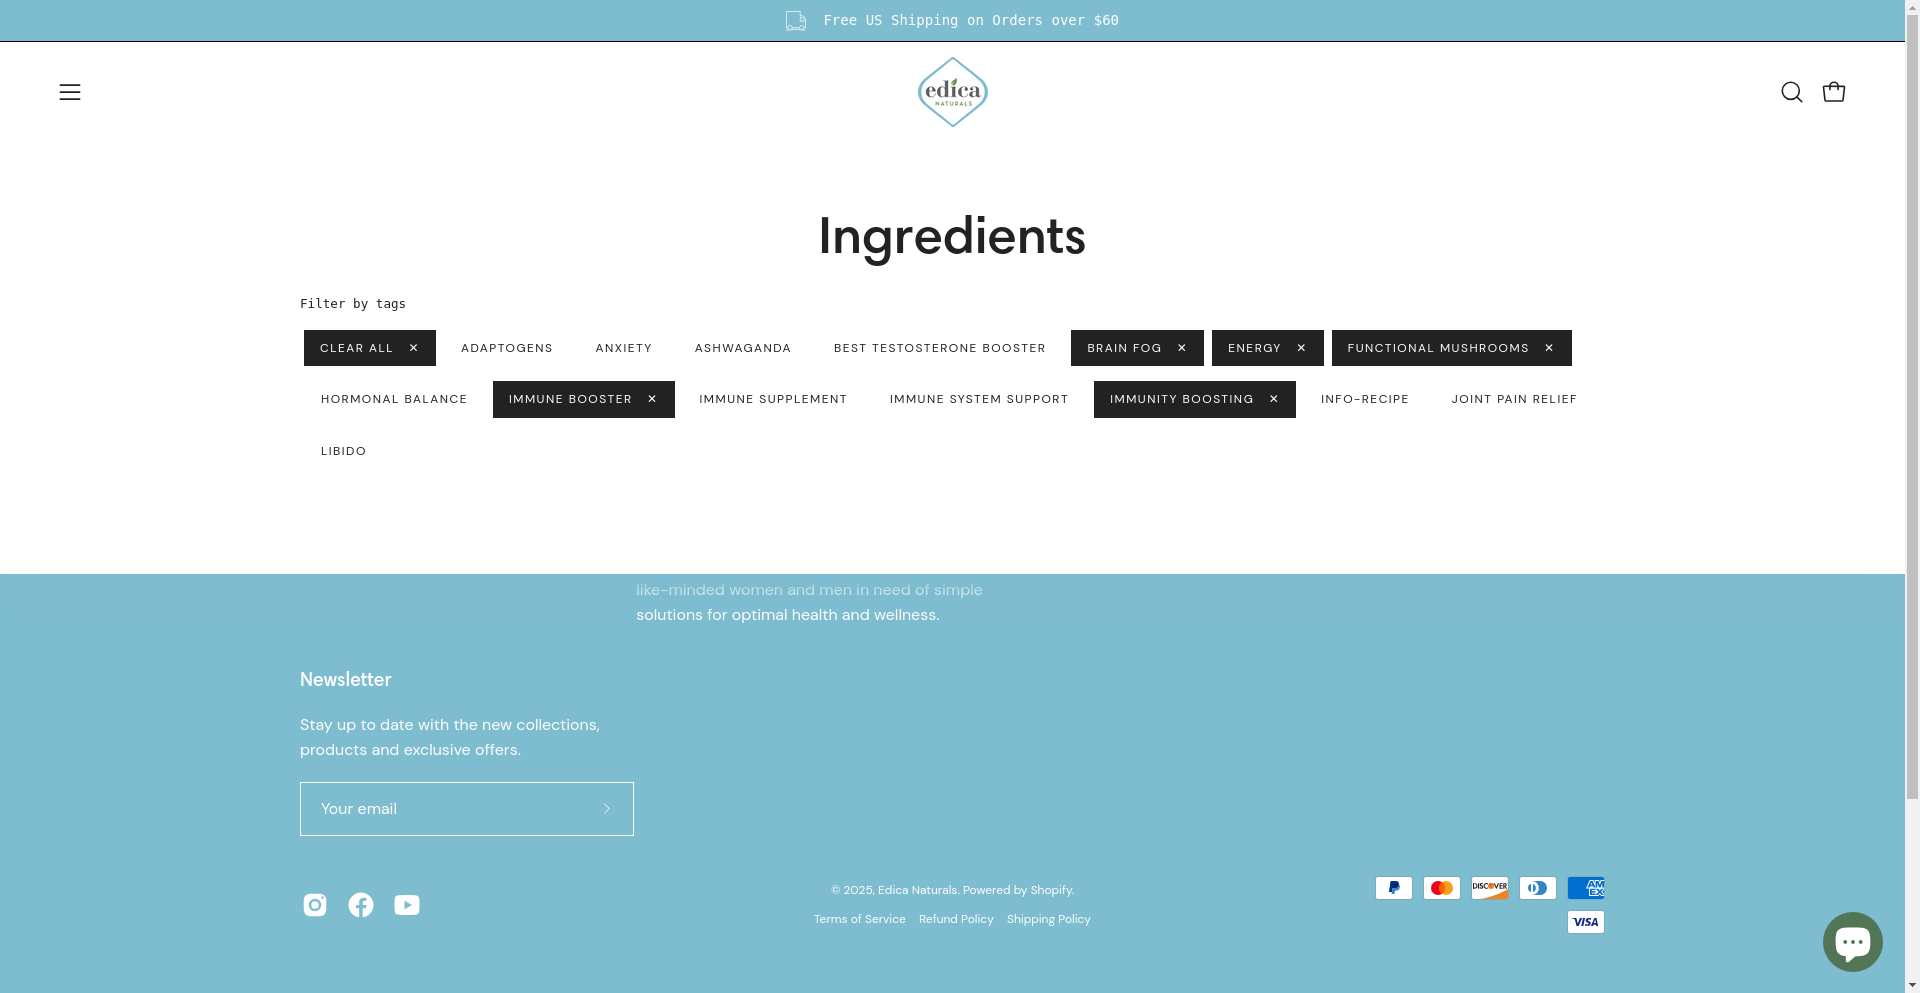 Free US Shipping on Orders over $60
edica
NATURALS
Ingredients
Filter by tags
CLEAR ALL ✕ ADAPTOGENS ANXIETY ASHWAGANDA BEST TESTOSTERONE BOOSTER BRAIN FOG ✕ ENERGY ✕ FUNCTIONAL MUSHROOMS ✕
HORMONAL BALANCE IMMUNE BOOSTER ✕ IMMUNE SUPPLEMENT IMMUNE SYSTEM SUPPORT IMMUNITY BOOSTING ✕ INFO-RECIPE JOINT PAIN RELIEF
LIBIDO
like-minded women and men in need of simple
solutions for optimal health and wellness.
Newsletter
Stay up to date with the new collections,
products and exclusive offers.
Your email
© 2025, Edica Naturals. Powered by Shopify.
Terms of Service Refund Policy Shipping Policy
DISCOVER
AM
EX
VISA